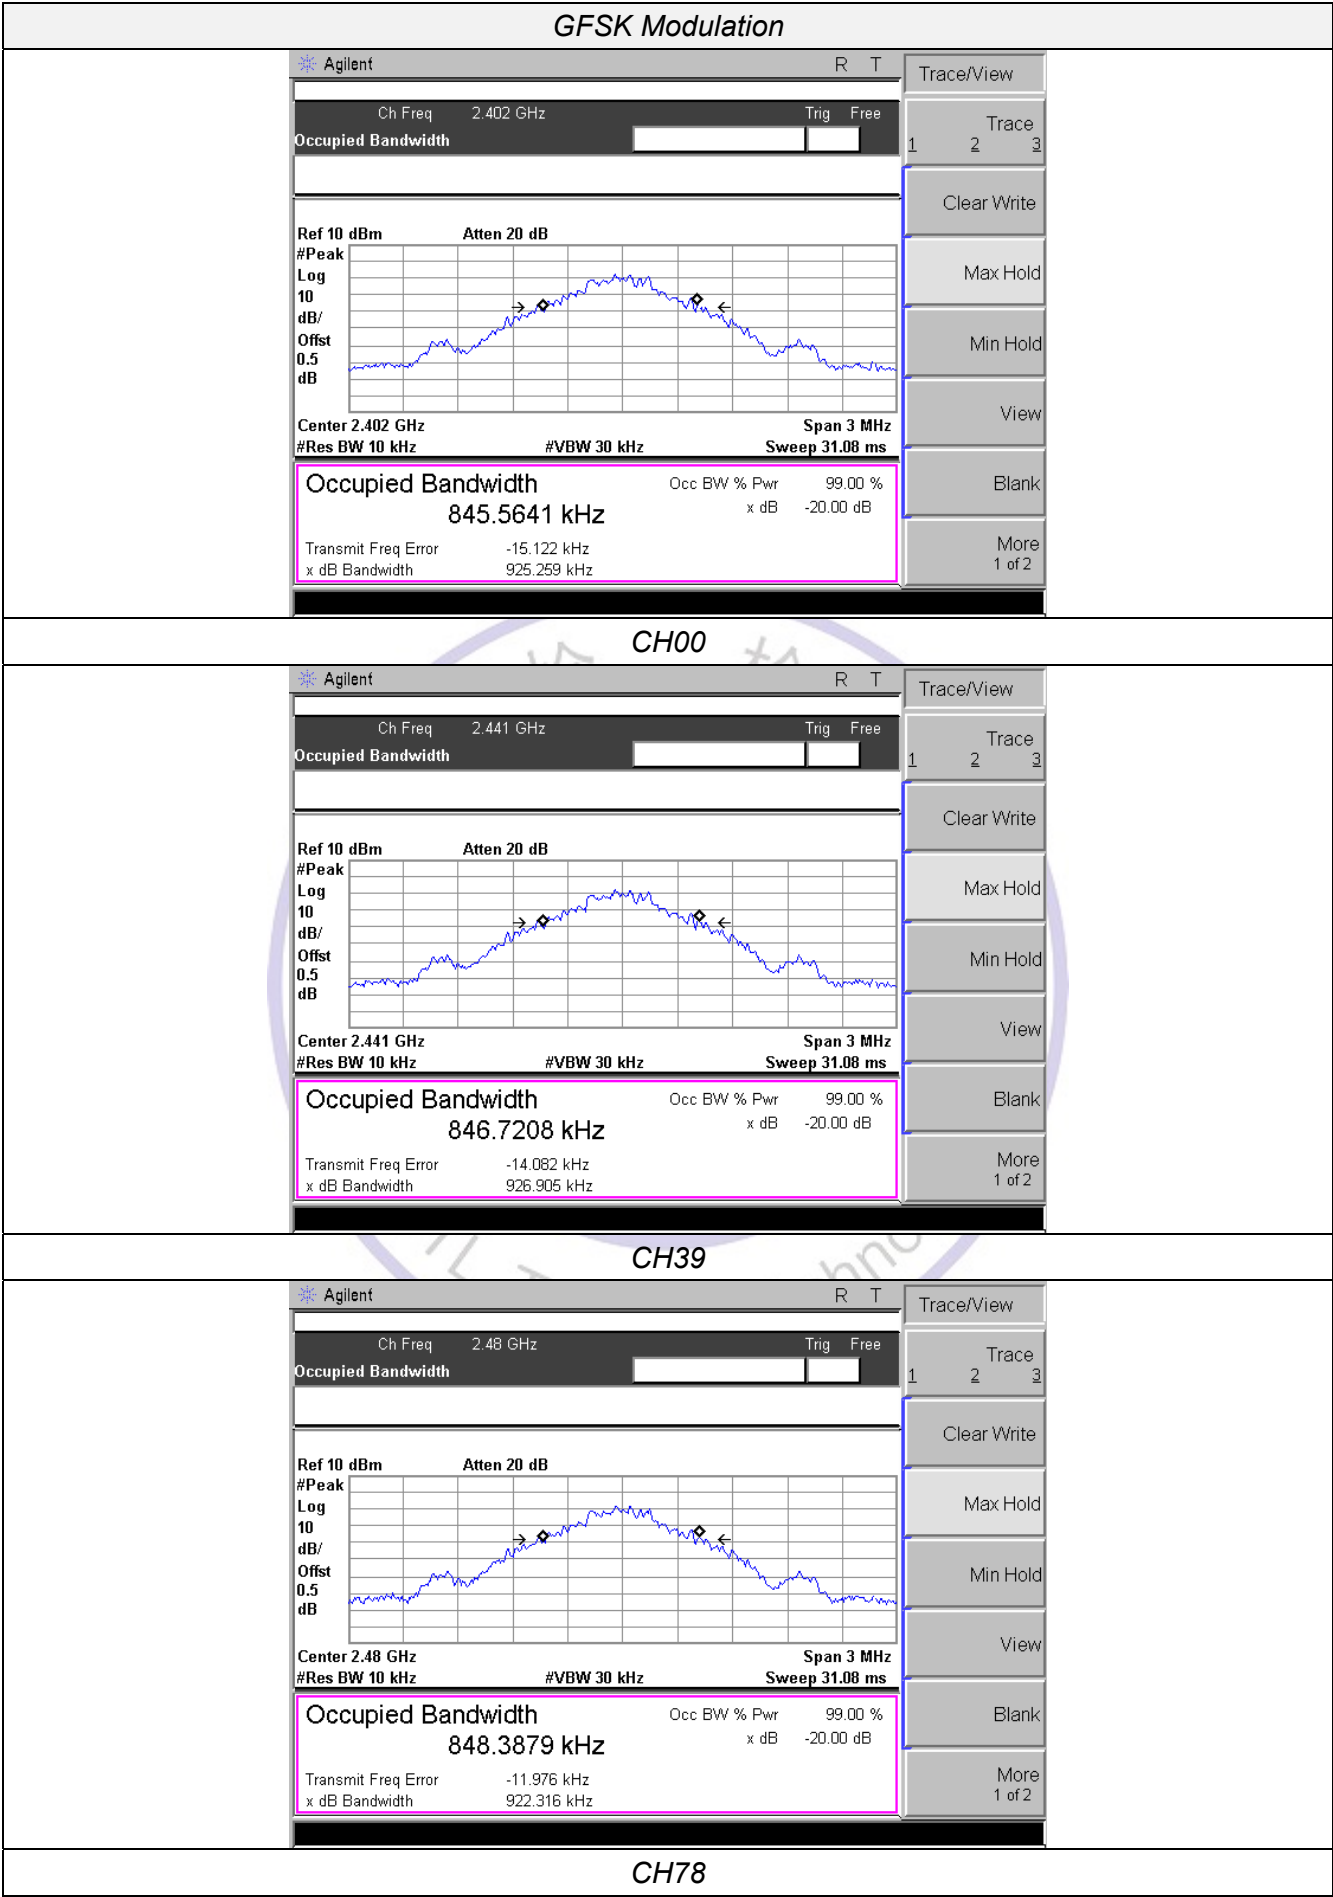 GFSK Modulation
Agilent R T
Trace/View
Ch Freq 2.402 GHz Trig Free
Occupied Bandwidth
Trace
1 2 3
Clear Write
Ref 10 dBm Atten 20 dB
#Peak
Log
10
dB/
Offst
0.5
dB
Max Hold
Min Hold
View
Center 2.402 GHz Span 3 MHz
#Res BW 10 kHz #VBW 30 kHz Sweep 31.08 ms
Occupied Bandwidth Occ BW % Pwr 99.00 %
845.5641 kHz x dB -20.00 dB
Blank
Transmit Freq Error -15.122 kHz
x dB Bandwidth 925.259 kHz
More
1 of 2
CH00
Agilent R T
Trace/View
Ch Freq 2.441 GHz Trig Free
Occupied Bandwidth
Trace
1 2 3
Clear Write
Ref 10 dBm Atten 20 dB
#Peak
Log
10
dB/
Offst
0.5
dB
Max Hold
Min Hold
View
Center 2.441 GHz Span 3 MHz
#Res BW 10 kHz #VBW 30 kHz Sweep 31.08 ms
Occupied Bandwidth Occ BW % Pwr 99.00 %
846.7208 kHz x dB -20.00 dB
Blank
Transmit Freq Error -14.082 kHz
x dB Bandwidth 926.905 kHz
More
1 of 2
CH39
Agilent R T
Trace/View
Ch Freq 2.48 GHz Trig Free
Occupied Bandwidth
Trace
1 2 3
Clear Write
Ref 10 dBm Atten 20 dB
#Peak
Log
10
dB/
Offst
0.5
dB
Max Hold
Min Hold
View
Center 2.48 GHz Span 3 MHz
#Res BW 10 kHz #VBW 30 kHz Sweep 31.08 ms
Occupied Bandwidth Occ BW % Pwr 99.00 %
848.3879 kHz x dB -20.00 dB
Blank
Transmit Freq Error -11.976 kHz
x dB Bandwidth 922.316 kHz
More
1 of 2
CH78